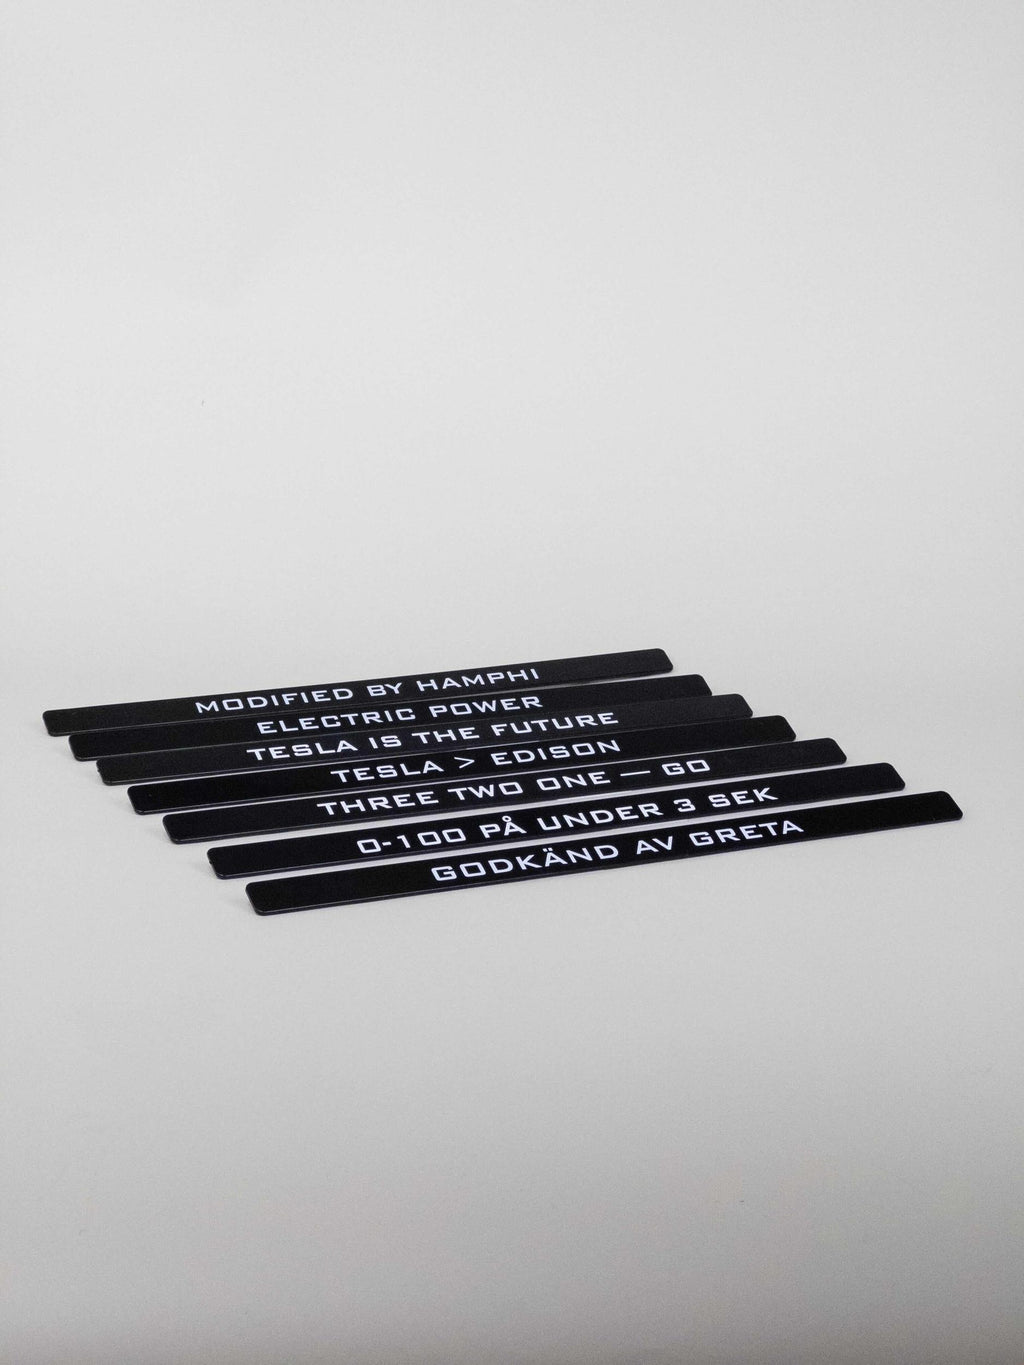 MODIFIED BY HAMPHI
ELECTRIC POWER
TESLA IS THE FUTURE
TESLA > EDISON
THREE TWO ONE — GO
0-100 PÅ UNDER 3 SEK
GODKÄND AV GRETA